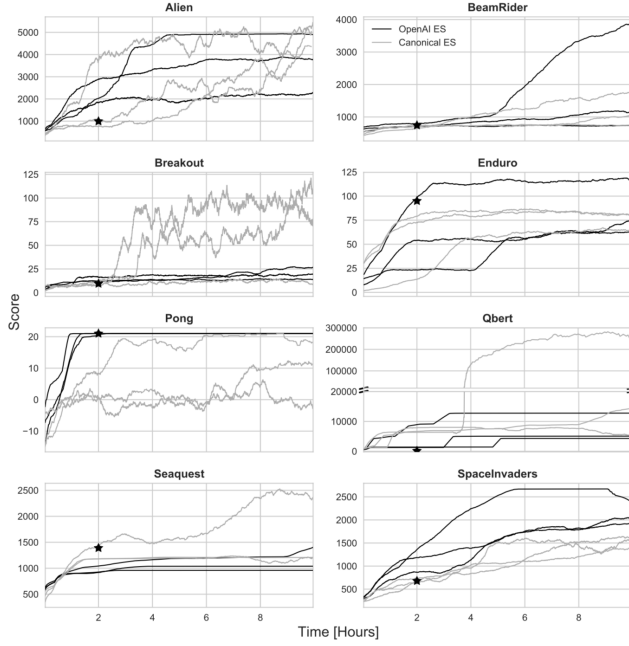 Alien
5000
4000
3000
2000
1000
BeamRider
4000
3000
2000
1000
OpenAI ES
Canonical ES
Breakout
125
100
75
50
25
0
Enduro
125
100
75
50
25
0
Score
Pong
20
10
0
−10
Qbert
300000
200000
100000
20000
10000
0
Seaquest
2500
2000
1500
1000
500
2 4 6 8
SpaceInvaders
2500
2000
1500
1000
500
2 4 6 8
Time [Hours]